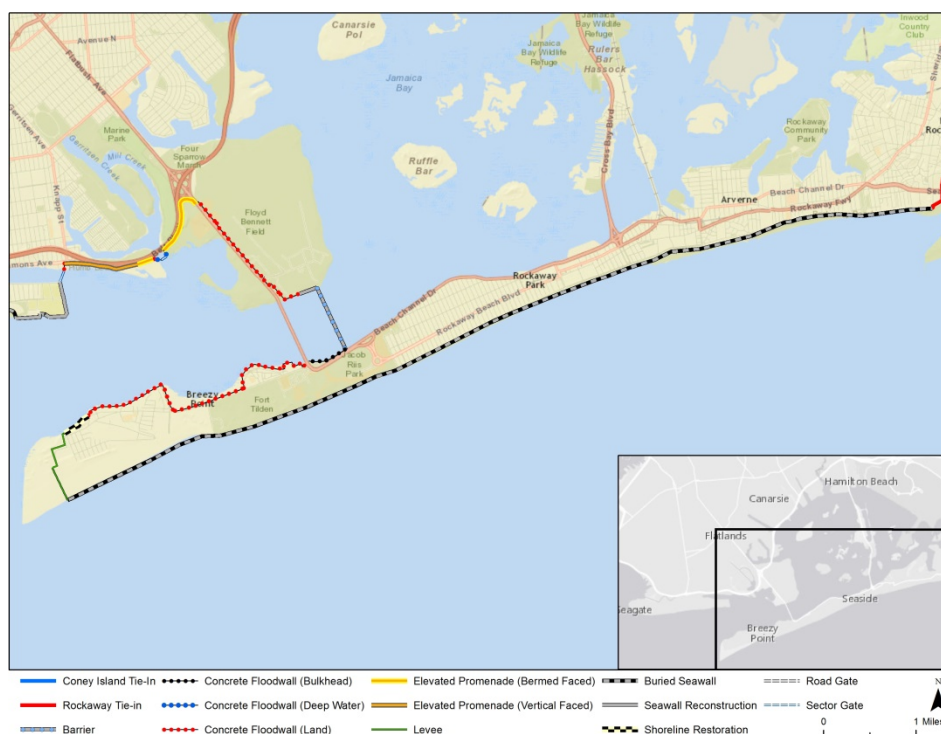 Canarsie
Pol
Jamaica
Bay Wildlife
Refuge
Jamaica Bay Wildlife
Refuge
Rulers
Bar
Hassock
Inwood
Country
Club
Avenue N
Flatbush Ave
Jamaica
Bay
Gerritsen Ave
Marine
Park
Gerritsen
Creek
Mill Creek
Four
Sparrow
Marsh
Cross Bay Blvd
Rockaway
Community
Park
Ruffle
Bar
Knapp St
Floyd
Bennett
Field
Arverne
Beach Channel Dr
Rockaway Fwy
mons Ave
Rockaway
Park
Beach Channel Dr
Rockaway Beach Blvd
Jacob
Riis
Park
Breezy
Point
Fort
Tilden
Hamilton Beach
Canarsie
Flatlands
Seaside
Seagate
Breezy
Point
Coney Island Tie-In
Concrete Floodwall (Bulkhead)
Elevated Promenade (Bermed Faced)
Buried Seawall
Road Gate
N
Rockaway Tie-in
Concrete Floodwall (Deep Water)
Elevated Promenade (Vertical Faced)
Seawall Reconstruction
Sector Gate
0 1 Miles
Barrier
Concrete Floodwall (Land)
Levee
Shoreline Restoration